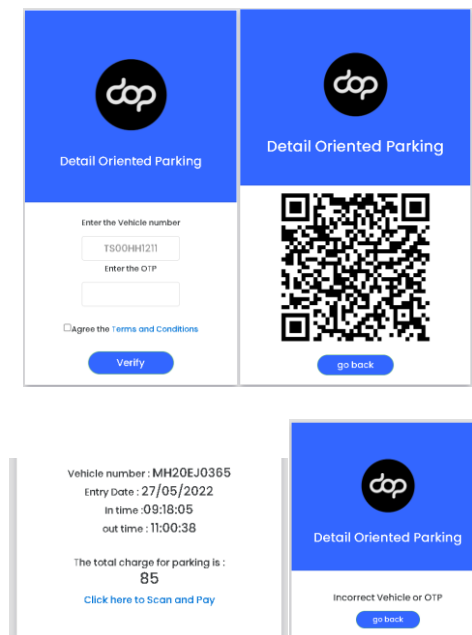 dop
Detail Oriented Parking
Enter the Vehicle number
TS00HH1211
Enter the OTP
Agree the Terms and Conditions
Verify
dop
Detail Oriented Parking
go back
Vehicle number : MH20EJ0365
Entry Date : 27/05/2022
In time :09:18:05
out time : 11:00:38
The total charge for parking is :
85
Click here to Scan and Pay
dop
Detail Oriented Parking
Incorrect Vehicle or OTP
go back